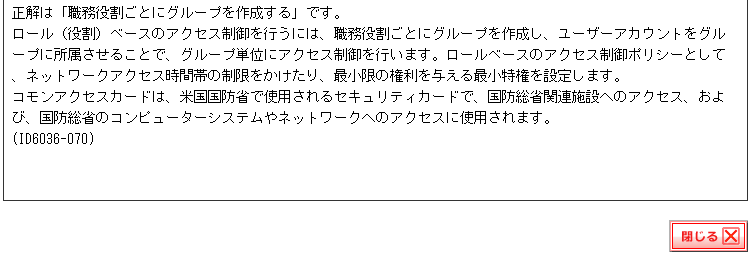 正解は「職務役割ごとにグループを作成する」です。
ロール（役割）ベースのアクセス制御を行うには、職務役割ごとにグループを作成し、ユーザーアカウントをグル
ープに所属させることで、グループ単位にアクセス制御を行います。ロールベースのアクセス制御ポリシーとして
、ネットワークアクセス時間帯の制限をかけたり、最小限の権利を与える最小特権を設定します。
コモンアクセスカードは、米国国防省で使用されるセキュリティカードで、国防総省関連施設へのアクセス、およ
び、国防総省のコンピューターシステムやネットワークへのアクセスに使用されます。
(ID6036-070)
閉じる